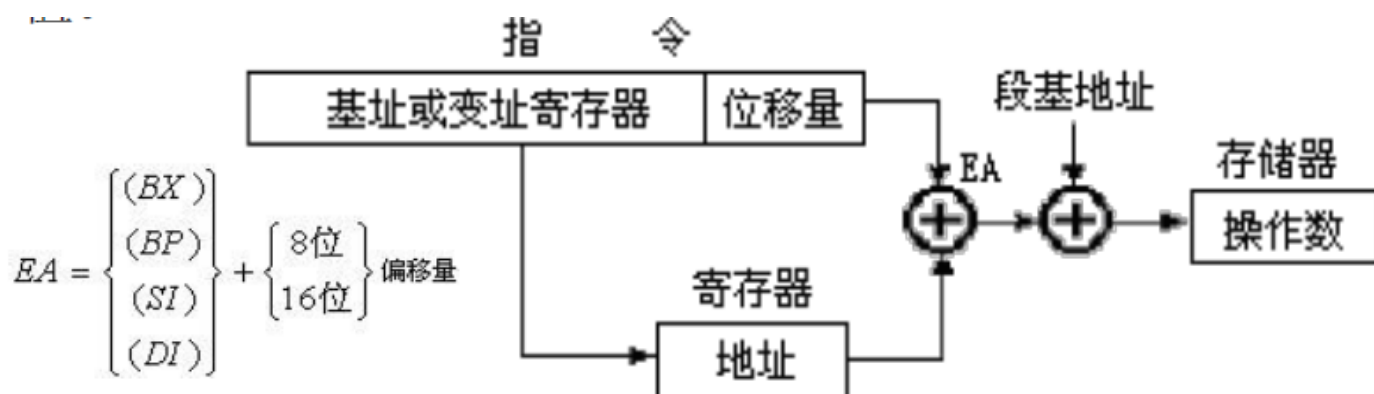 指 令
基址或变址寄存器 位移量
段基地址
EA
存储器
操作数
寄存器
地址
EA = {(BX) (BP) (SI) (DI)} + {8位 16位} 偏移量